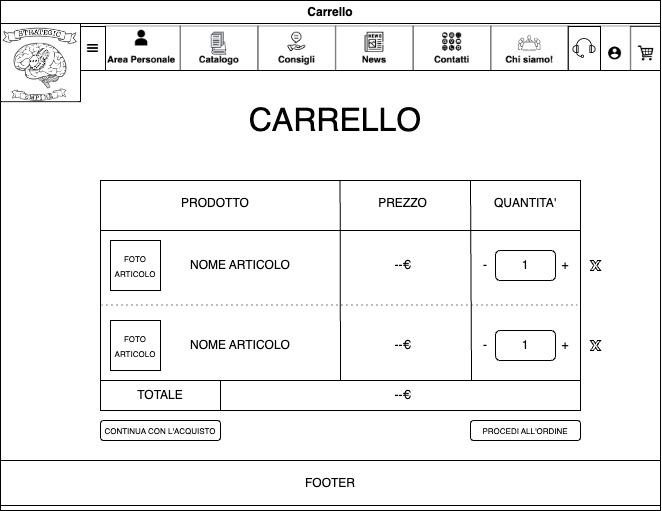 Carrello
STRATEGIC
EMPIRE
Area Personale
Catalogo
Consigli
NEWS
News
Contatti
Chi siamo!
CARRELLO
PRODOTTO PREZZO QUANTITA'
FOTO
ARTICOLO
NOME ARTICOLO --€ - 1 + X
FOTO
ARTICOLO
NOME ARTICOLO --€ - 1 + X
TOTALE --€
CONTINUA CON L'ACQUISTO PROCEDI ALL'ORDINE
FOOTER